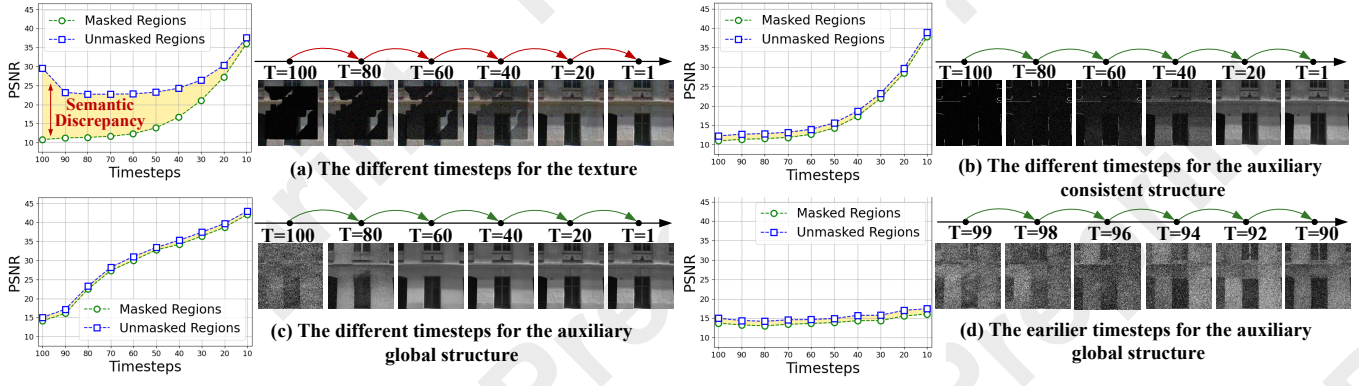 45
40
35
30
25
20
15
10
PSNR
Masked Regions
Unmasked Regions
Semantic
Discrepancy
100 90 80 70 60 50 40 30 20 10
Timesteps
T=100 T=80 T=60 T=40 T=20 T=1
(a) The different timesteps for the texture
45
40
35
30
25
20
15
10
PSNR
Masked Regions
Unmasked Regions
100 90 80 70 60 50 40 30 20 10
Timesteps
T=100 T=80 T=60 T=40 T=20 T=1
(b) The different timesteps for the auxiliary
consistent structure
45
40
35
30
25
20
15
10
PSNR
Masked Regions
Unmasked Regions
100 90 80 70 60 50 40 30 20 10
Timesteps
T=100 T=80 T=60 T=40 T=20 T=1
(c) The different timesteps for the auxiliary
global structure
45
40
35
30
25
20
15
10
PSNR
Masked Regions
Unmasked Regions
100 90 80 70 60 50 40 30 20 10
Timesteps
T=99 T=98 T=96 T=94 T=92 T=90
(d) The earilier timesteps for the auxiliary
global structure